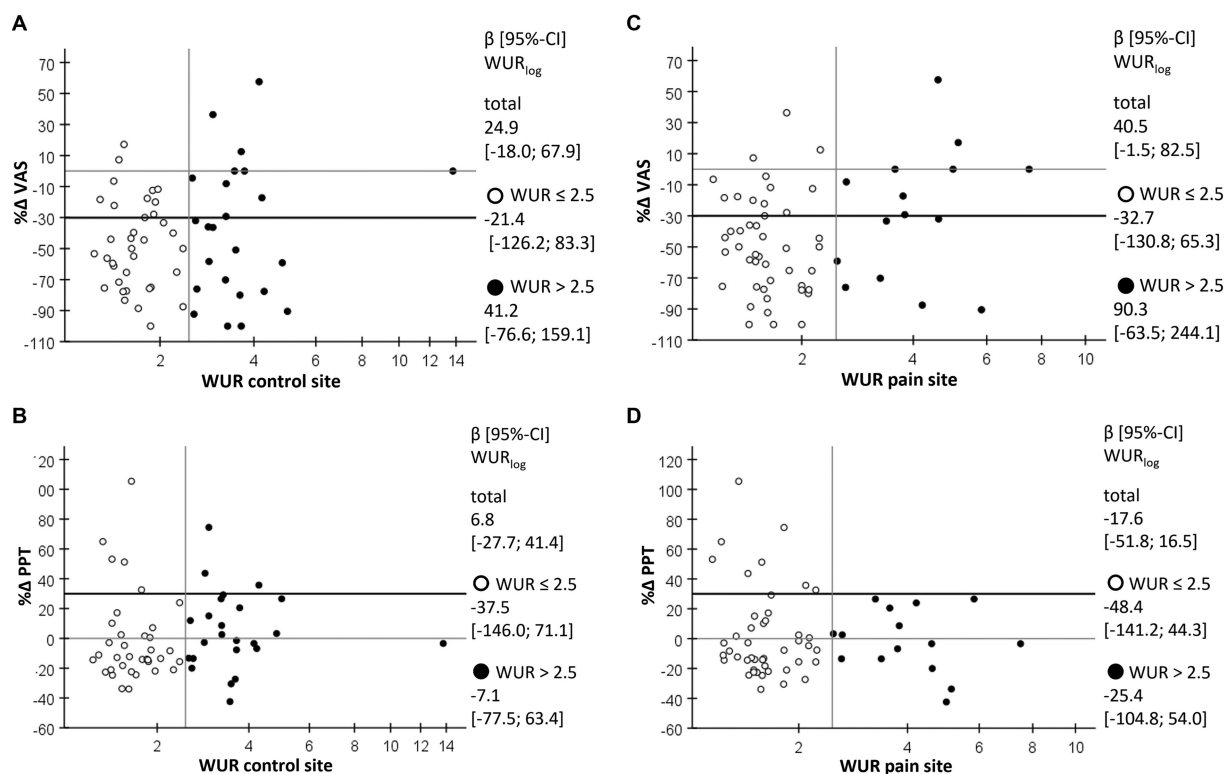 A
70
50
30
10
-10
-30
-50
-70
-90
-110
%Δ VAS
2
4
6
8
10
12
14
WUR control site
β [95%-CI]
WURlog
total
24.9
[-18.0; 67.9]
WUR ≤ 2.5
-21.4
[-126.2; 83.3]
WUR > 2.5
41.2
[-76.6; 159.1]
C
70
50
30
10
-10
-30
-50
-70
-90
-110
%Δ VAS
2
4
6
8
10
WUR pain site
β [95%-CI]
WURlog
total
40.5
[-1.5; 82.5]
WUR ≤ 2.5
-32.7
[-130.8; 65.3]
WUR > 2.5
90.3
[-63.5; 244.1]
B
20
00
80
60
40
20
0
-20
-40
-60
%Δ PPT
2
4
6
8
10
12
14
WUR control site
β [95%-CI]
WURlog
total
6.8
[-27.7; 41.4]
WUR ≤ 2.5
-37.5
[-146.0; 71.1]
WUR > 2.5
-7.1
[-77.5; 63.4]
D
120
100
80
60
40
20
0
-20
-40
-60
%Δ PPT
2
4
6
8
10
WUR pain site
β [95%-CI]
WURlog
total
-17.6
[-51.8; 16.5]
WUR ≤ 2.5
-48.4
[-141.2; 44.3]
WUR > 2.5
-25.4
[-104.8; 54.0]